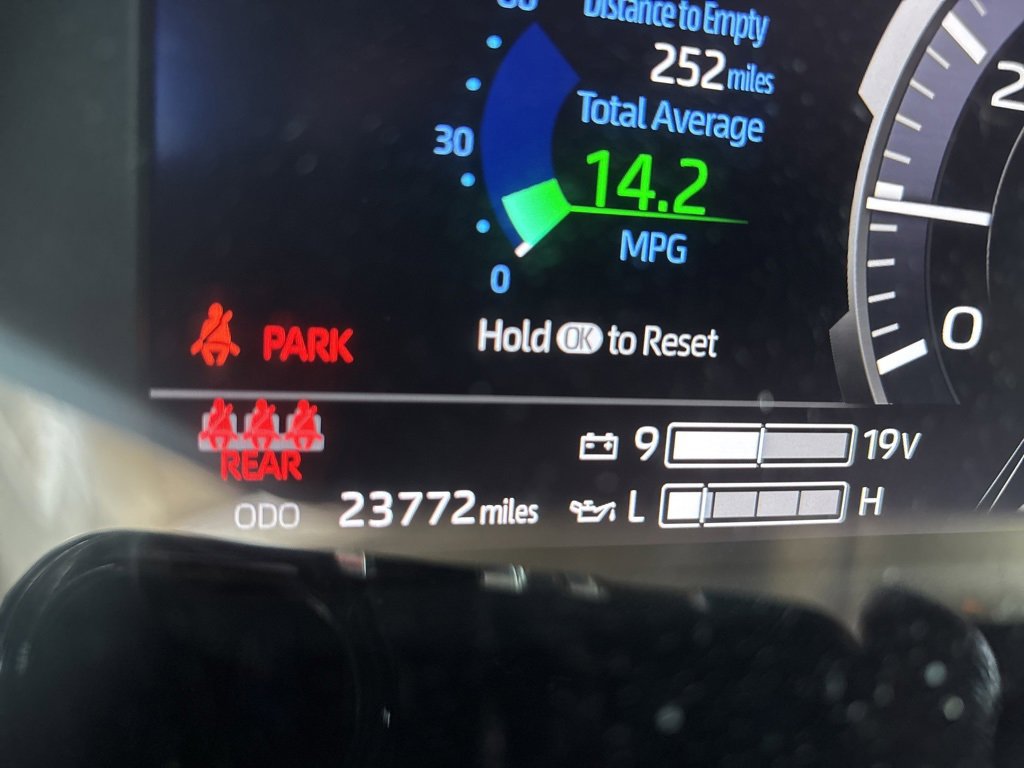 Distance to Empty
252 miles
Total Average
30
14.2
MPG
0
Hold OK to Reset
PARK
REAR
ODO 23772 miles
9 19V
L H
2
0